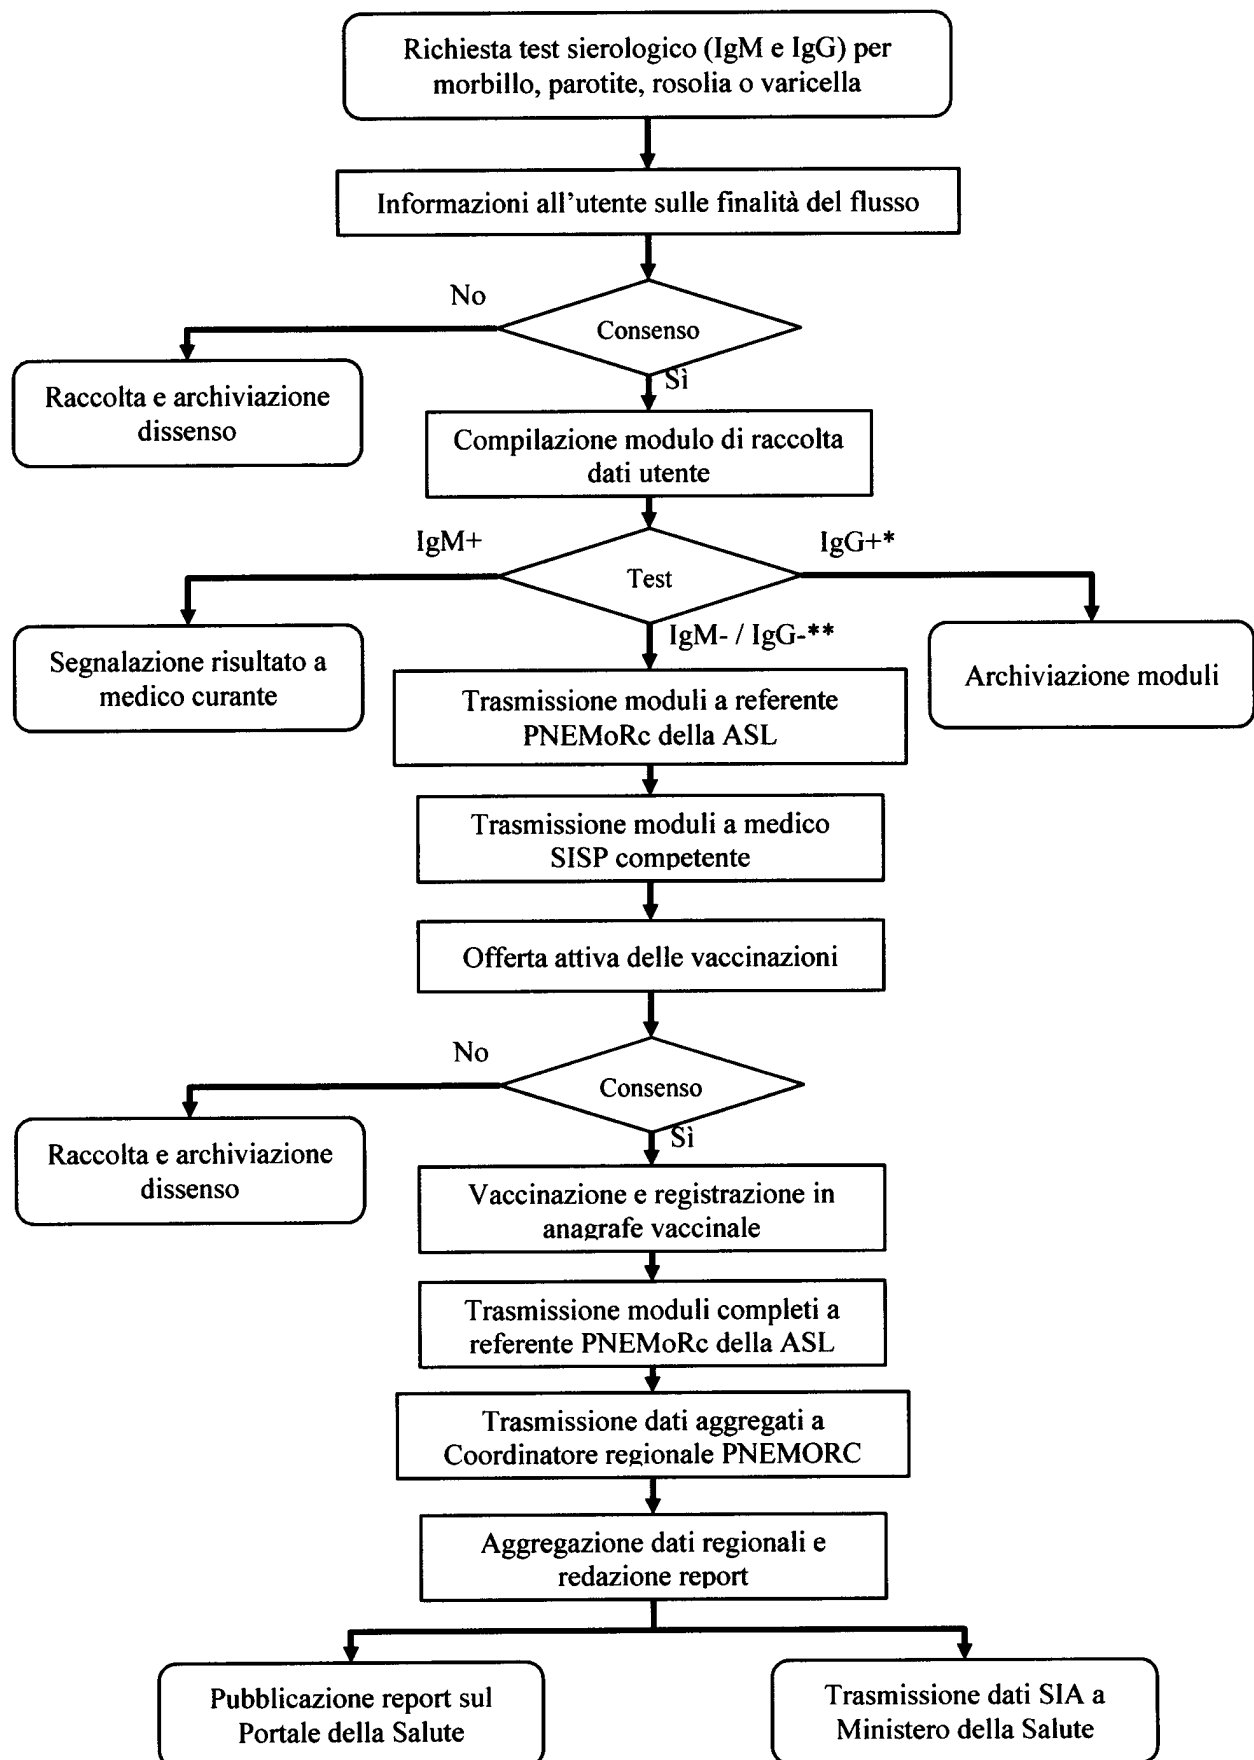 Richiesta test sierologico (IgM e IgG) per
morbillo, parotite, rosolia o varicella
Informazioni all'utente sulle finalità del flusso
No
Consenso
Sì
Raccolta e archiviazione
dissenso
Compilazione modulo di raccolta
dati utente
IgM+
IgG+*
Test
IgM- / IgG-**
Segnalazione risultato a
medico curante
Archiviazione moduli
Trasmissione moduli a referente
PNEMoRc della ASL
Trasmissione moduli a medico
SISP competente
Offerta attiva delle vaccinazioni
No
Consenso
Sì
Raccolta e archiviazione
dissenso
Vaccinazione e registrazione in
anagrafe vaccinale
Trasmissione moduli completi a
referente PNEMoRc della ASL
Trasmissione dati aggregati a
Coordinatore regionale PNEMORC
Aggregazione dati regionali e
redazione report
Pubblicazione report sul
Portale della Salute
Trasmissione dati SIA a
Ministero della Salute